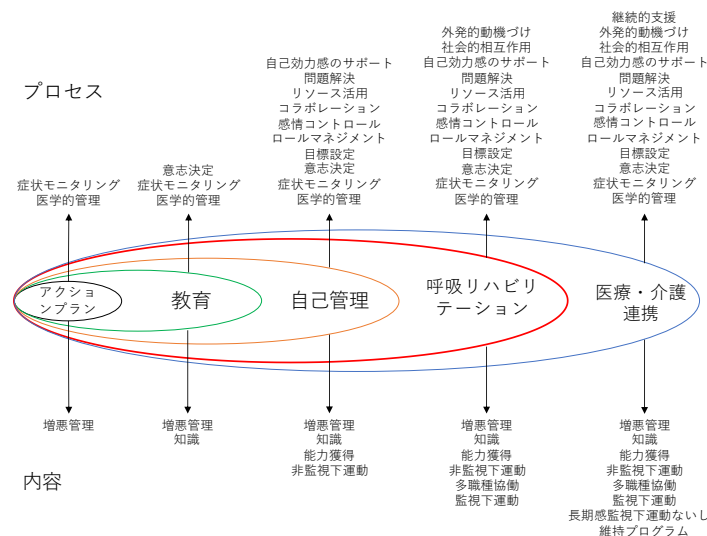 プロセス
症状モニタリング
医学的管理
意志決定
症状モニタリング
医学的管理
自己効力感のサポート
問題解決
リソース活用
コラボレーション
感情コントロール
ロールマネジメント
目標設定
意志決定
症状モニタリング
医学的管理
外発的動機づけ
社会的相互作用
自己効力感のサポート
問題解決
リソース活用
コラボレーション
感情コントロール
ロールマネジメント
目標設定
意志決定
症状モニタリング
医学的管理
継続的支援
外発的動機づけ
社会的相互作用
自己効力感のサポート
問題解決
リソース活用
コラボレーション
感情コントロール
ロールマネジメント
目標設定
意志決定
症状モニタリング
医学的管理
アクショ
ンプラン
教育
自己管理
呼吸リハビリ
テーション
医療・介護
連携
内容
増悪管理
増悪管理
知識
増悪管理
知識
能力獲得
非監視下運動
増悪管理
知識
能力獲得
非監視下運動
多職種協働
監視下運動
増悪管理
知識
能力獲得
非監視下運動
多職種協働
監視下運動
長期感監視下運動ないし
維持プログラム